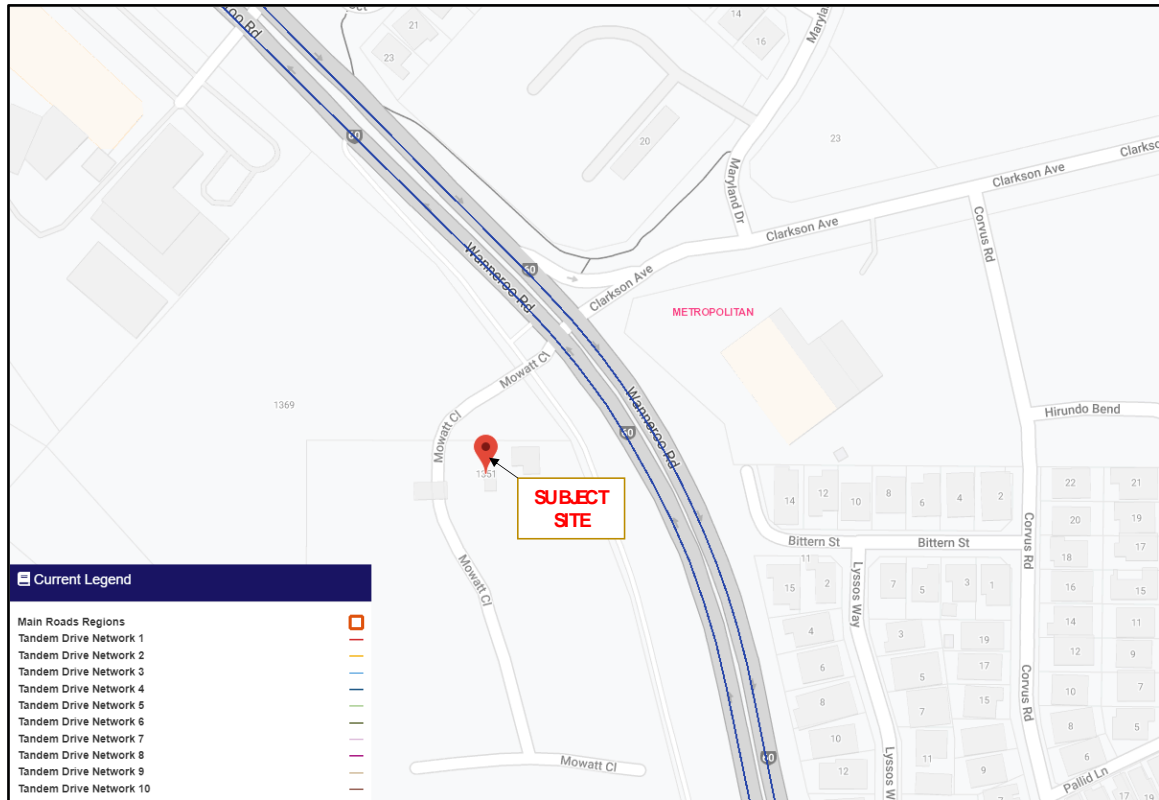 oo Rd
ct
21
23
14
16
Maryl
60
20
23
Maryland Dr
Clarkson Ave
Clarkso
Clarkson Ave
Corvus Rd
Wanneroo Rd
60
Clarkson Ave
METROPOLITAN
Mowatt Cl
1369
Wanneroo Rd
60
Hirundo Bend
Mowatt Cl
1351
SUBJECT
SITE
14
12
10
8
6
4
2
22
21
20
19
Corvus Rd
Bittern St
Bittern St
17
18
11
15
2
Lyssos Way
7
5
3
1
16
15
Mowatt Cl
4
3
19
14
11
6
17
12
9
5
Corvus Rd
8
7
15
10
7
10
8
5
60
12
11
9
6
Mowatt Cl
Lyssos W
Pallid Ln
17
19
Current Legend
Main Roads Regions
Tandem Drive Network 1
Tandem Drive Network 2
Tandem Drive Network 3
Tandem Drive Network 4
Tandem Drive Network 5
Tandem Drive Network 6
Tandem Drive Network 7
Tandem Drive Network 8
Tandem Drive Network 9
Tandem Drive Network 10